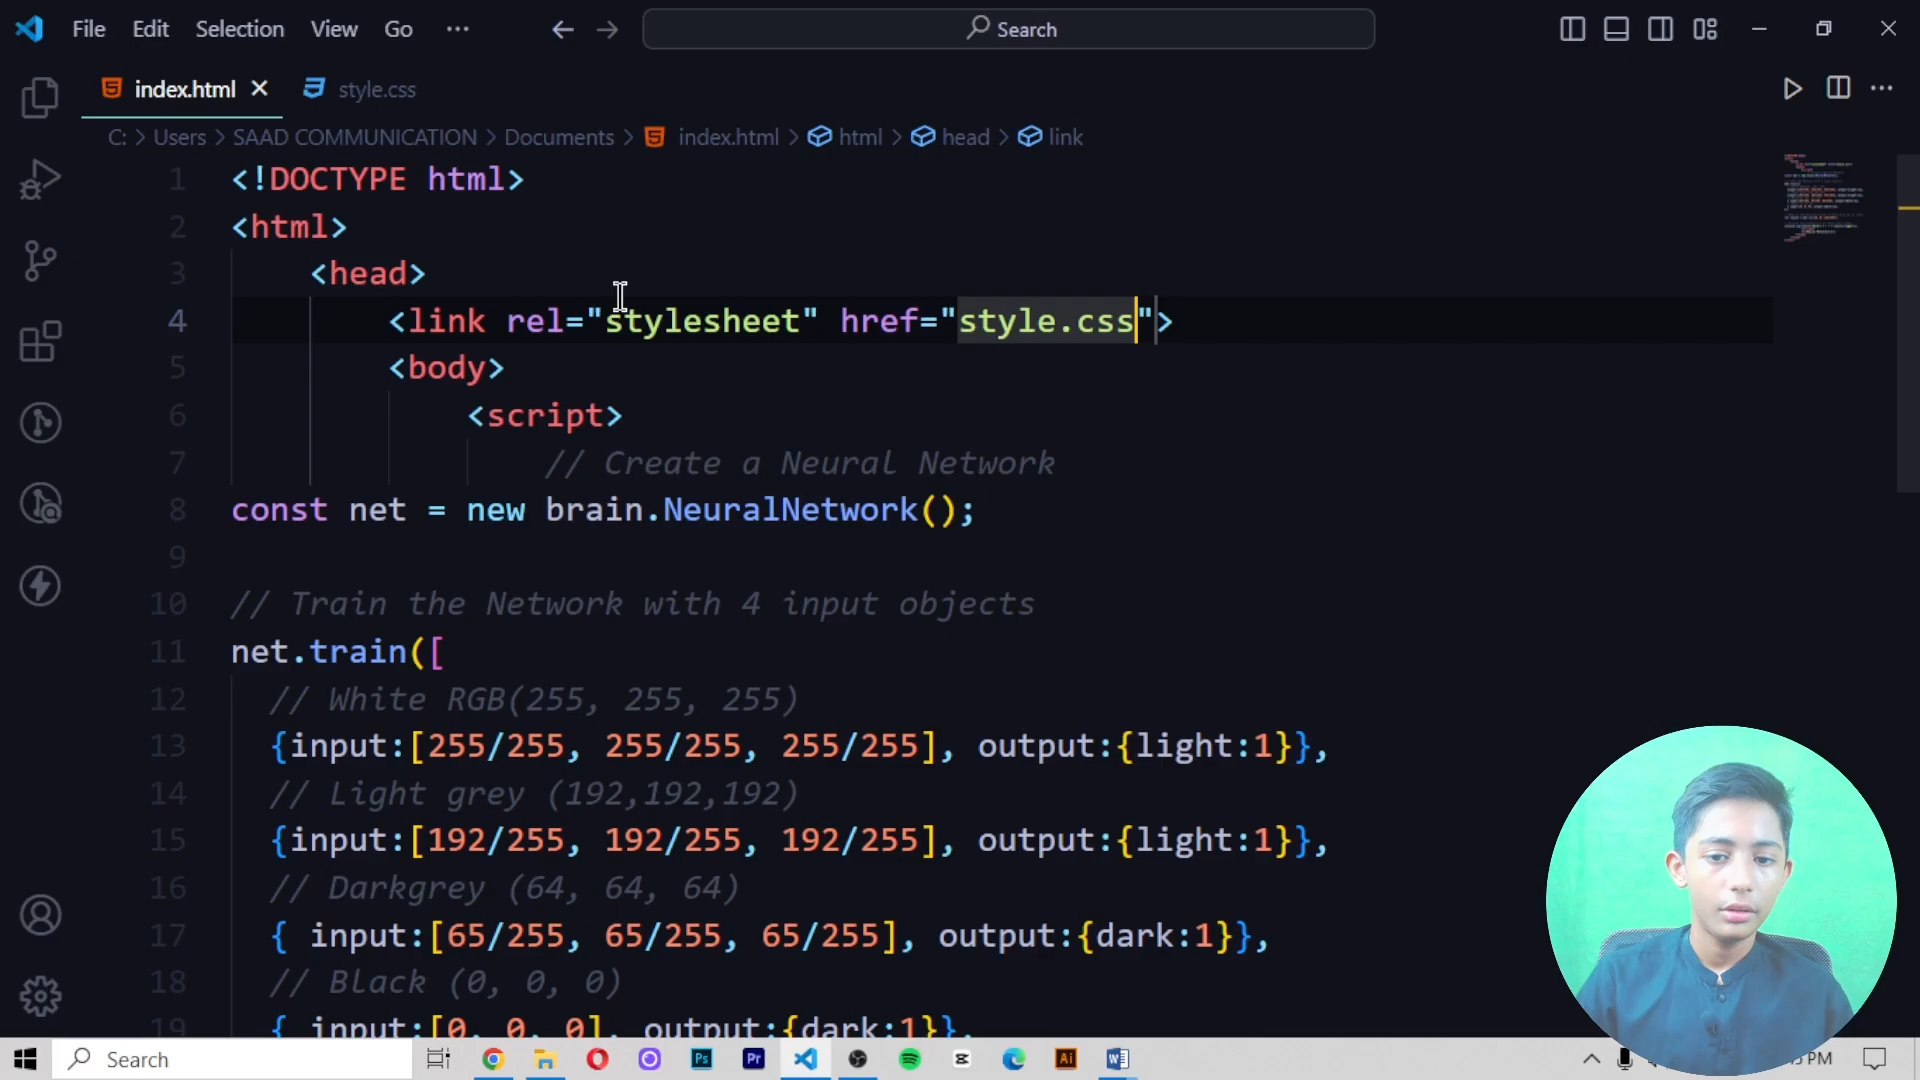 File Edit Selection View Go ··· Search
index.html style.css
C: > Users > SAAD COMMUNICATION > Documents > index.html > html > head > link
1 <!DOCTYPE html>
2 <html>
3 <head>
4 <link rel="stylesheet" href="style.css">
5 <body>
6 <script>
7 // Create a Neural Network
8 const net = new brain.NeuralNetwork();
9
10 // Train the Network with 4 input objects
11 net.train([
12 // White RGB(255, 255, 255)
13 {input:[255/255, 255/255, 255/255], output:{light:1}},
14 // Light grey (192,192,192)
15 {input:[192/255, 192/255, 192/255], output:{light:1}},
16 // Darkgrey (64, 64, 64)
17 { input:[65/255, 65/255, 65/255], output:{dark:1}},
18 // Black (0, 0, 0)
19 { input:[0, 0, 0], output:{dark:1}},
Search Ps Pr Ai PM